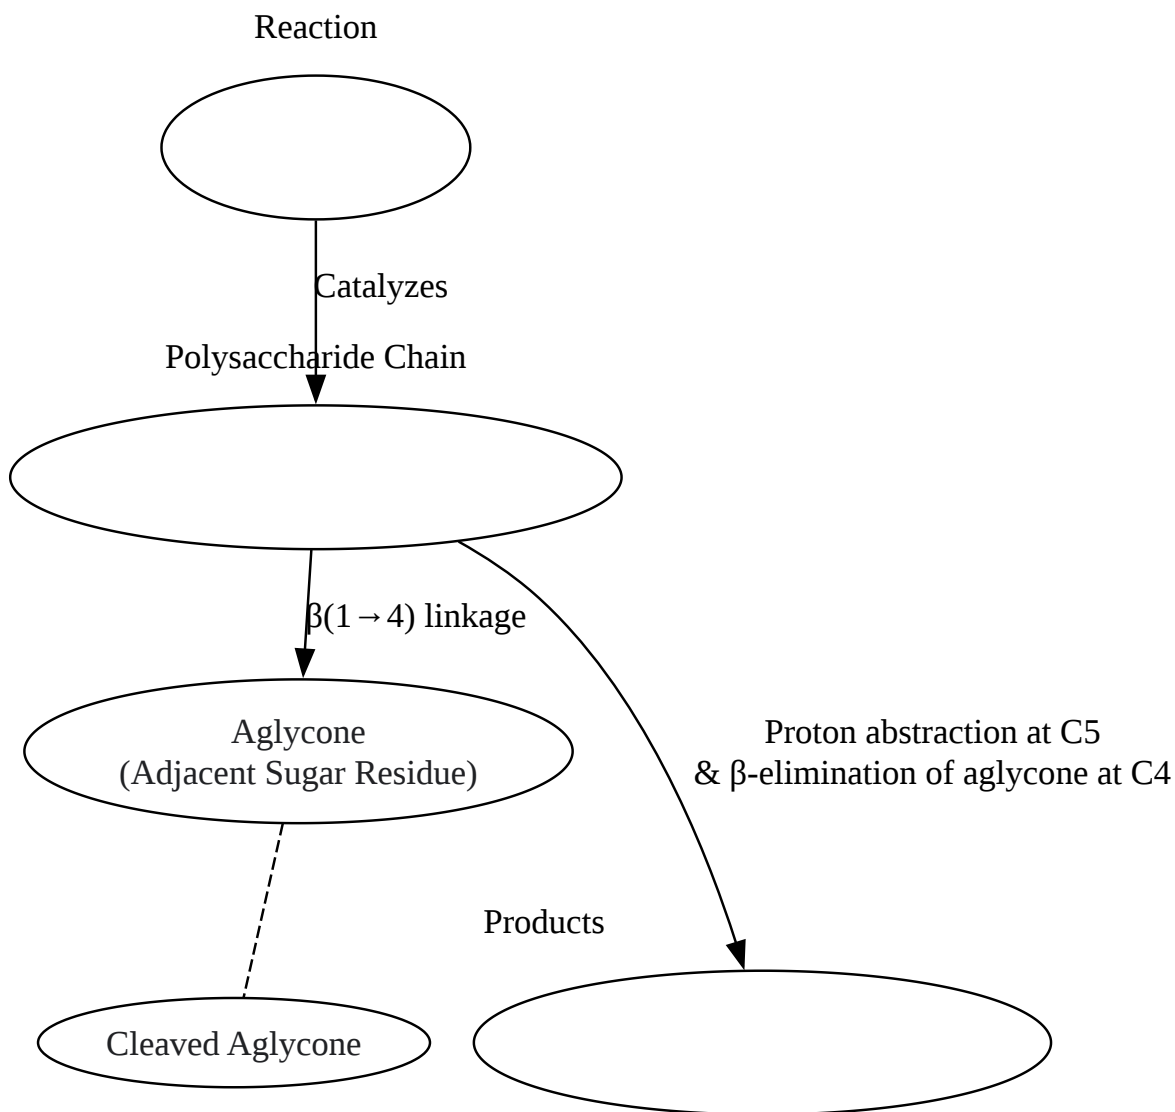 Reaction
Catalyzes
Polysaccharide Chain
β(1→4) linkage
Aglycone
(Adjacent Sugar Residue)
Proton abstraction at C5
& β-elimination of aglycone at C4
Products
Cleaved Aglycone